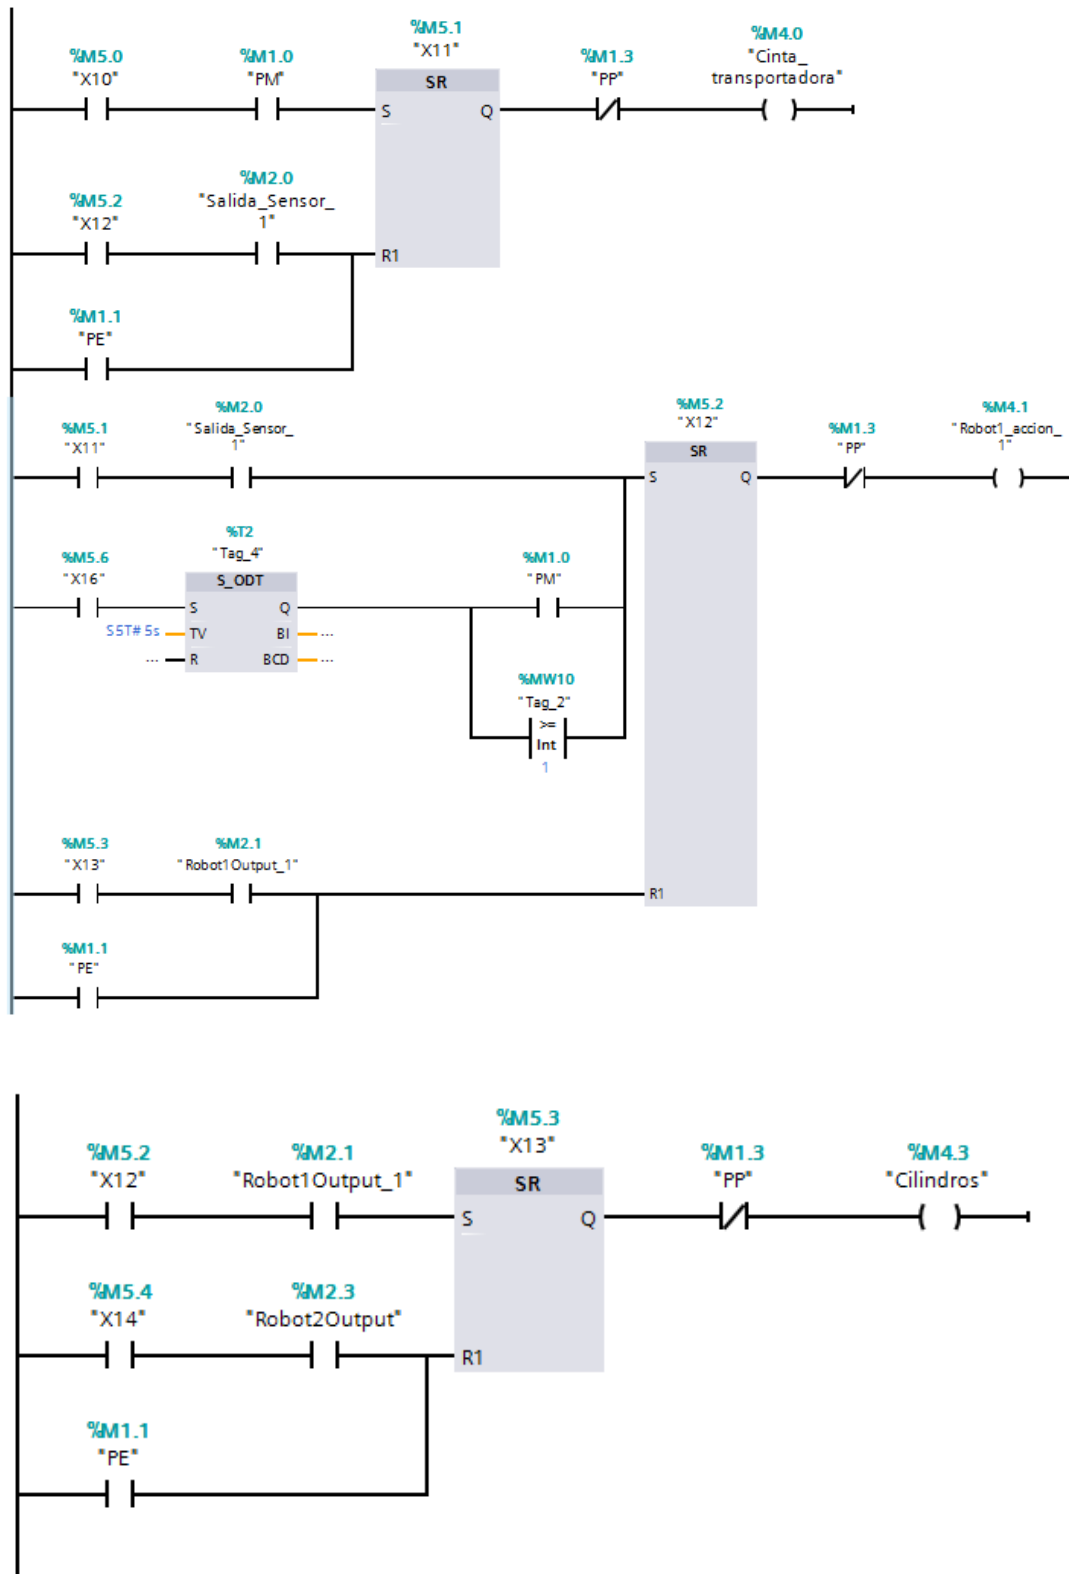 %M5.1
"X11"
%M5.0
"X10"
%M1.0
"PM"
SR
S
Q
%M1.3
"PP"
%M4.0
"Cinta_
transportadora"
%M5.2
"X12"
%M2.0
"Salida_Sensor_
1"
R1
%M1.1
"PE"
%M5.1
"X11"
%M2.0
"Salida_Sensor_
1"
%M5.2
"X12"
SR
S
Q
%M1.3
"PP"
%M4.1
"Robot1_accion_
1"
%M5.6
"X16"
%T2
"Tag_4"
S_ODT
S
Q
S5T#5s
TV
BI
...
...
R
BCD
...
%M1.0
"PM"
%MW10
"Tag_2"
>=
Int
1
%M5.3
"X13"
%M2.1
"Robot1Output_1"
R1
%M1.1
"PE"
%M5.3
"X13"
%M5.2
"X12"
%M2.1
"Robot1Output_1"
SR
S
Q
%M1.3
"PP"
%M4.3
"Cilindros"
%M5.4
"X14"
%M2.3
"Robot2Output"
R1
%M1.1
"PE"